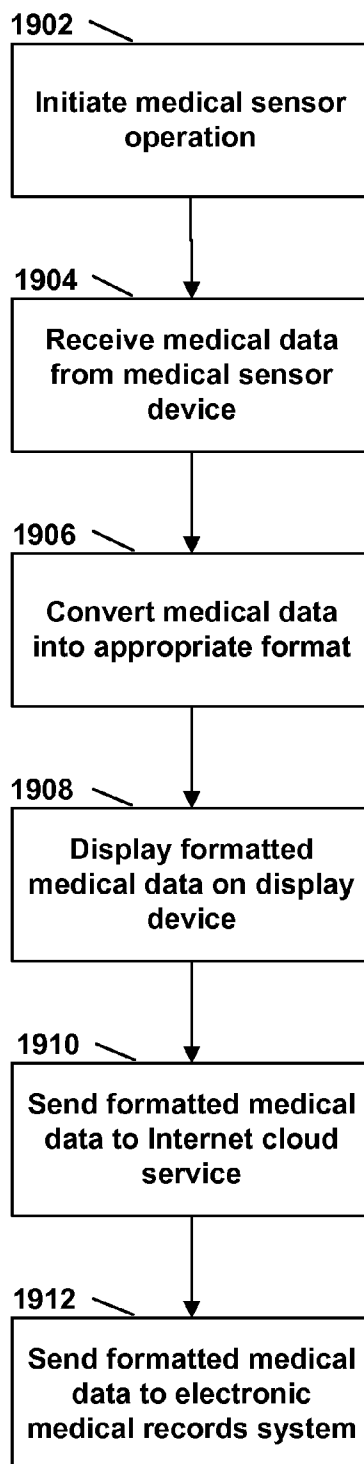 1902
Initiate medical sensor
operation
1904
Receive medical data
from medical sensor
device
1906
Convert medical data
into appropriate format
1908
Display formatted
medical data on display
device
1910
Send formatted medical
data to Internet cloud
service
1912
Send formatted medical
data to electronic
medical records system